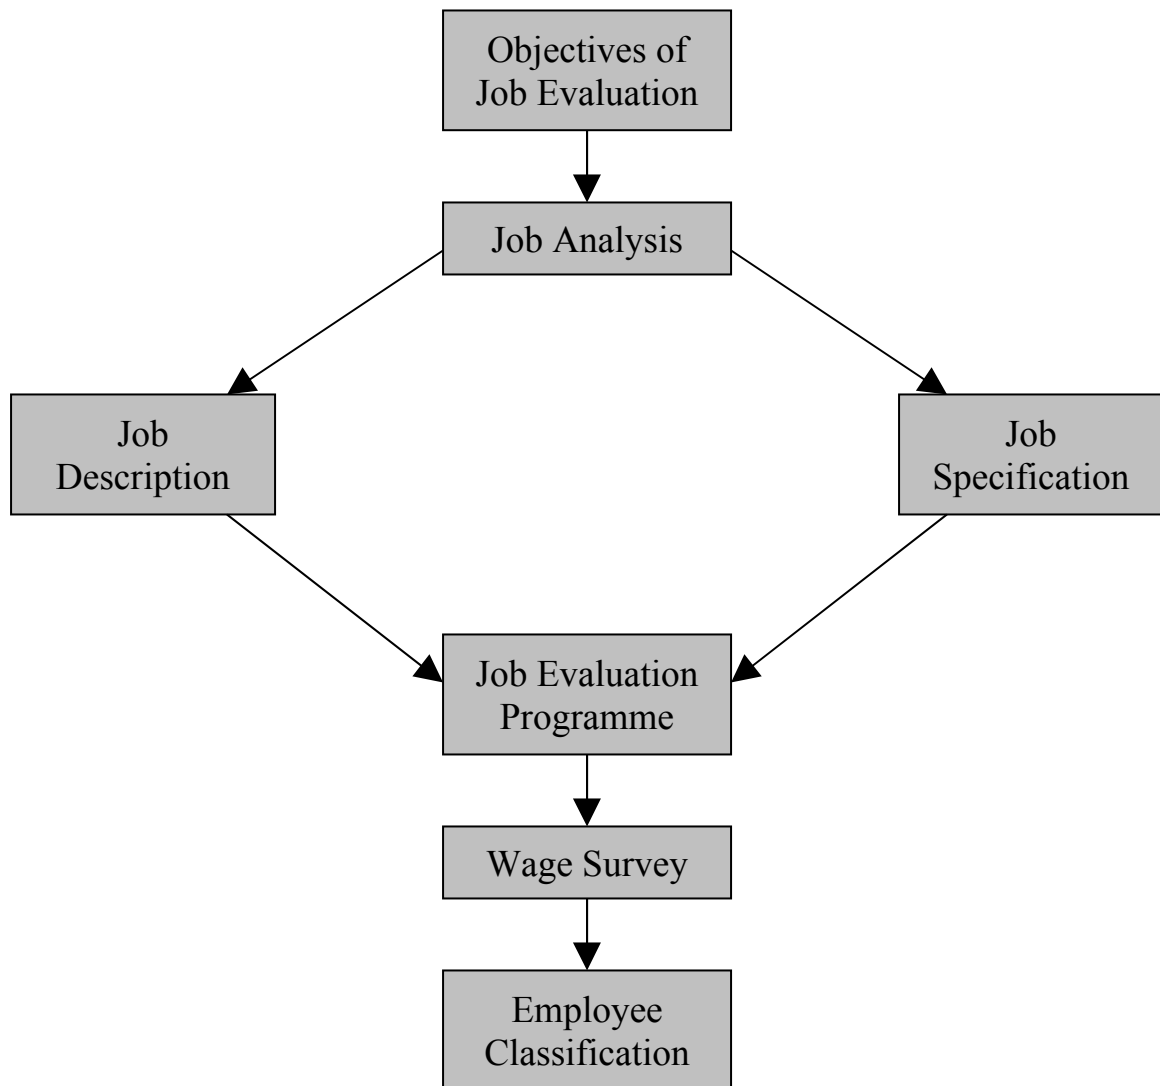 Objectives of
Job Evaluation
Job Analysis
Job
Description
Job
Specification
Job Evaluation
Programme
Wage Survey
Employee
Classification